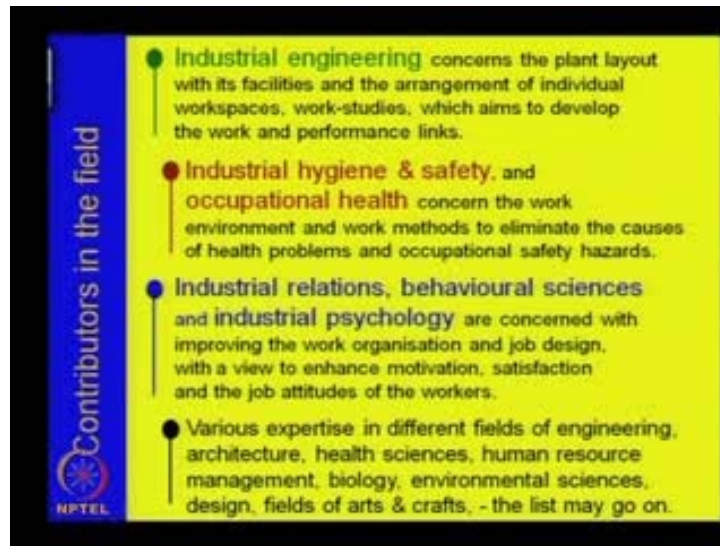 Contributors in the field
Industrial engineering concerns the plant layout
with its facilities and the arrangement of individual
workspaces, work-studies, which aims to develop
the work and performance links.
Industrial hygiene & safety, and
occupational health concern the work
environment and work methods to eliminate the causes
of health problems and occupational safety hazards.
Industrial relations, behavioural sciences
and industrial psychology are concerned with
improving the work organisation and job design,
with a view to enhance motivation, satisfaction
and the job attitudes of the workers.
Various expertise in different fields of engineering,
architecture, health sciences, human resource
management, biology, environmental sciences,
design, fields of arts & crafts, - the list may go on.
NPTEL